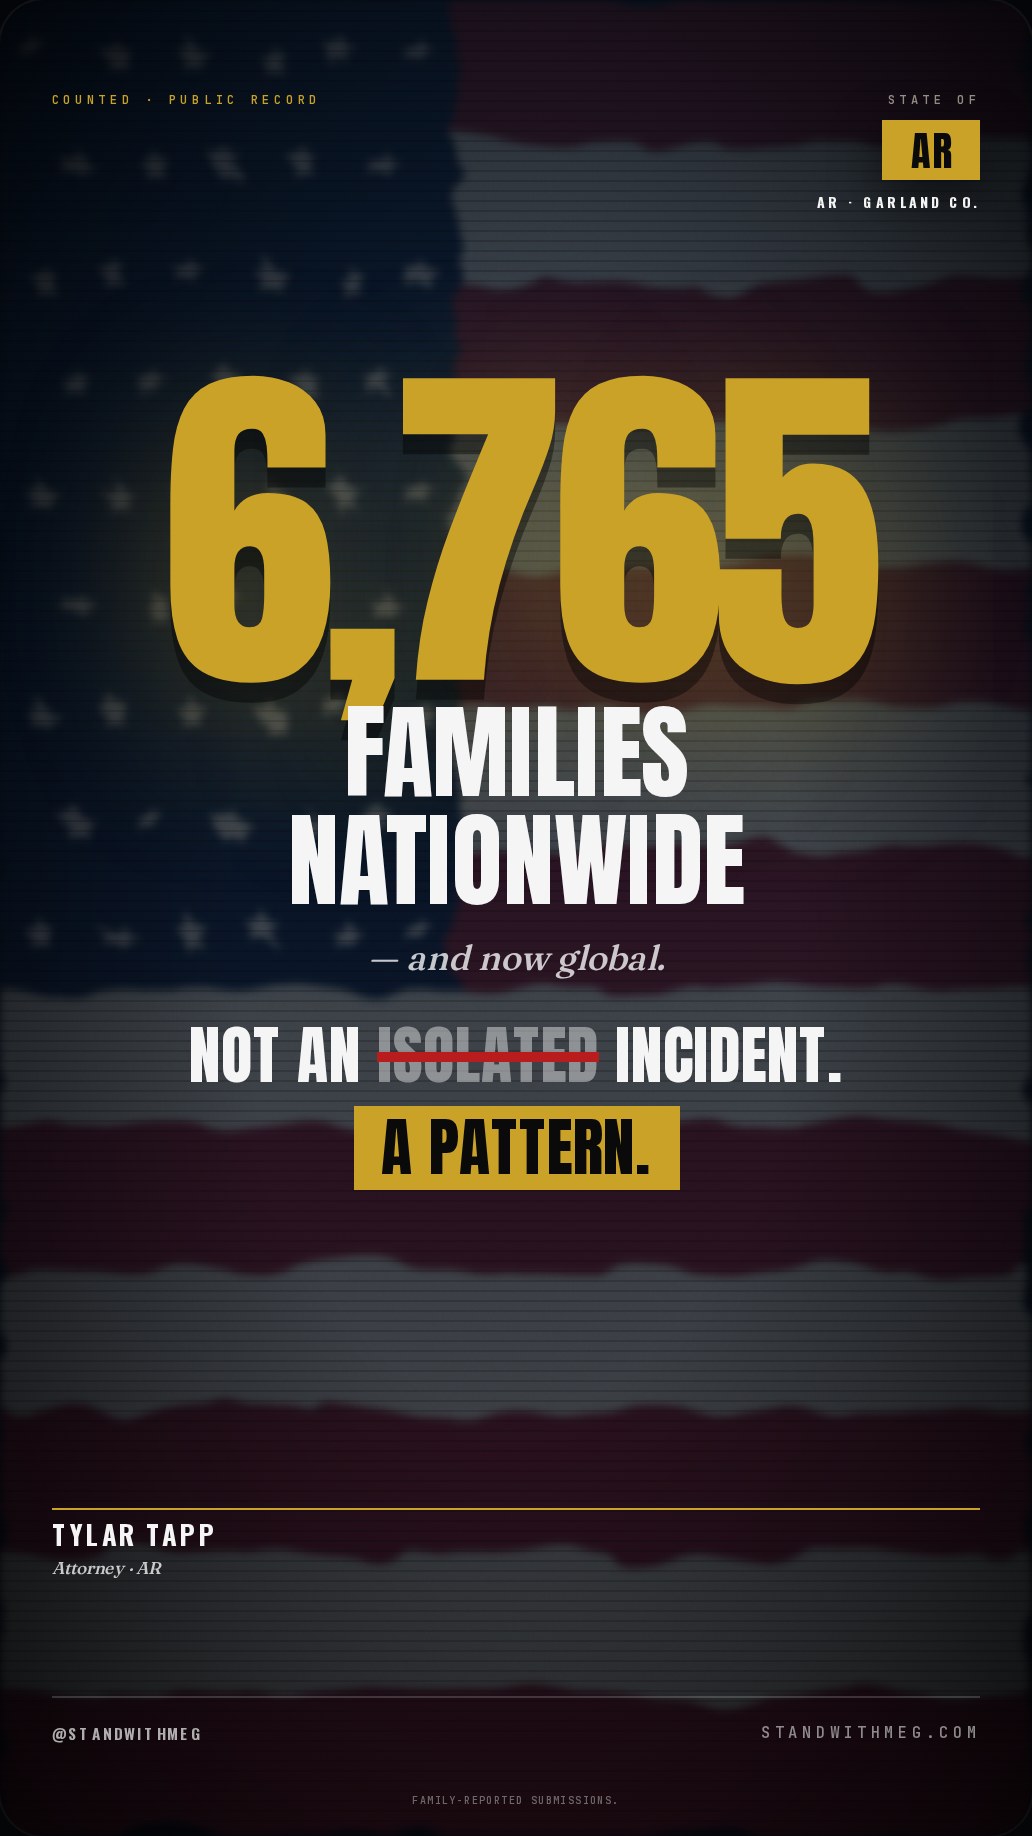 COUNTED · PUBLIC RECORD
STATE OF
AR
AR · GARLAND CO.
6,765
FAMILIES
NATIONWIDE
— and now global.
NOT AN ISOLATED INCIDENT.
A PATTERN.
TYLAR TAPP
Attorney · AR
@STANDWITHMEG
STANDWITHMEG.COM
FAMILY-REPORTED SUBMISSIONS.